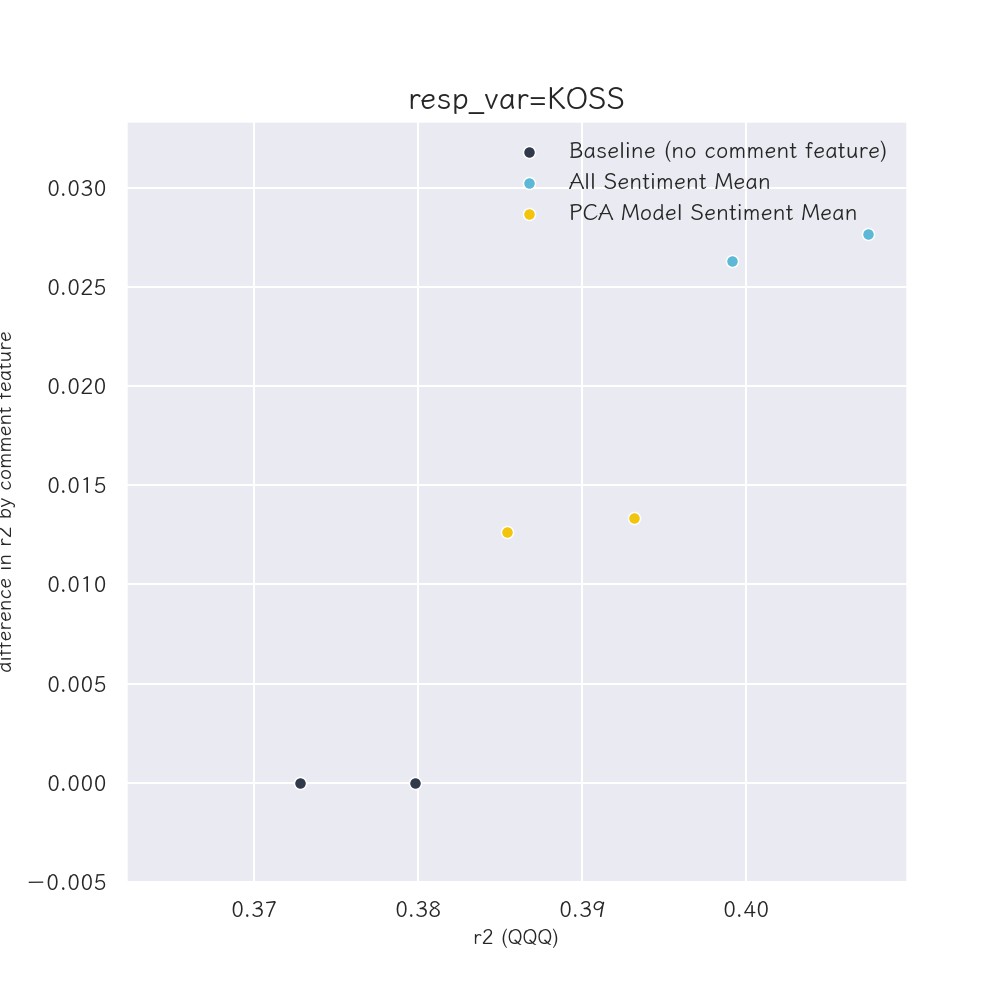 resp_var=KOSS
Baseline (no comment feature)
All Sentiment Mean
PCA Model Sentiment Mean
0.030
0.025
0.020
0.015
0.010
0.005
0.000
−0.005
difference in r2 by comment feature
0.37 0.38 0.39 0.40
r2 (QQQ)